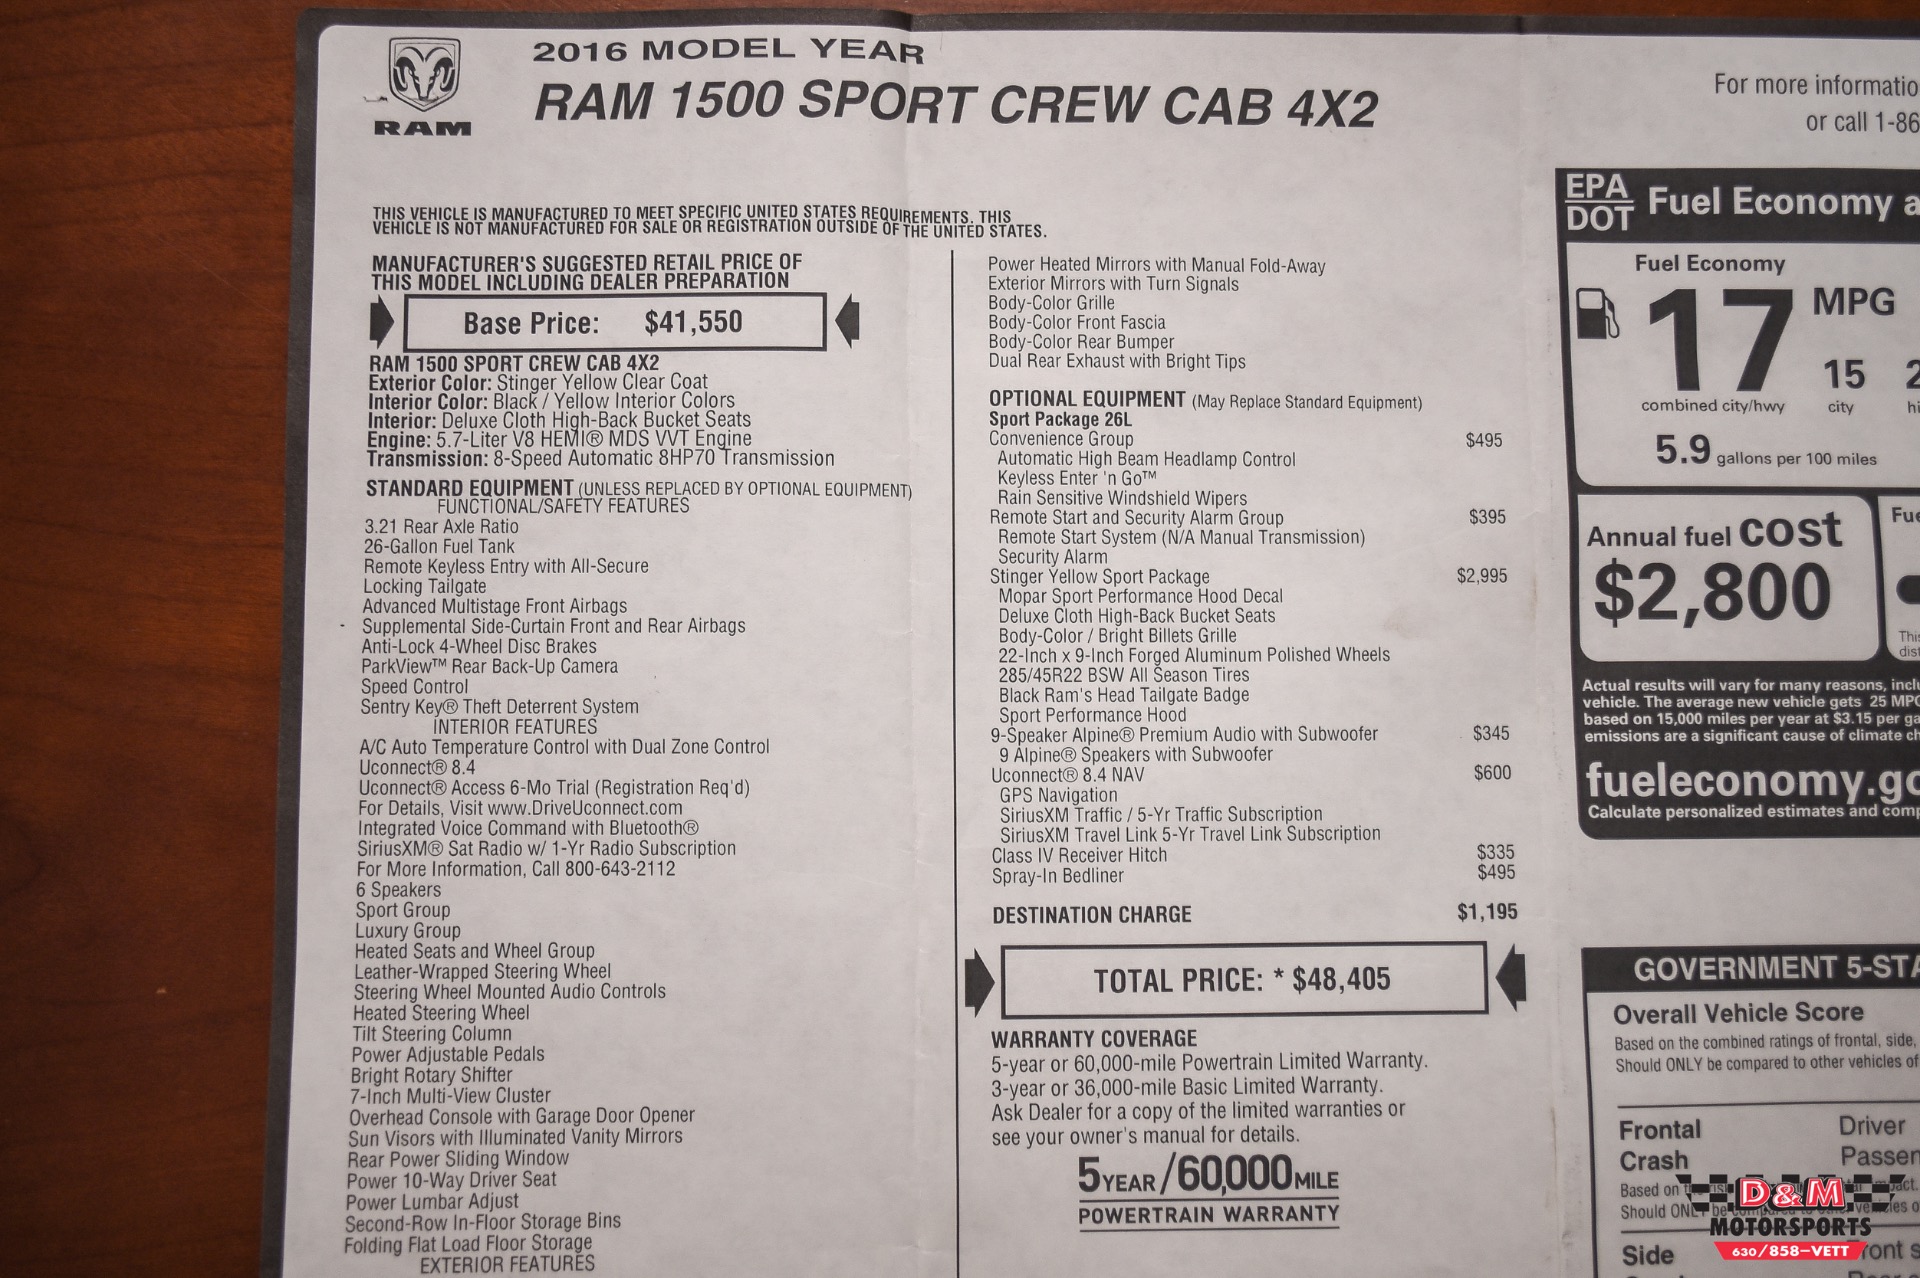 RAM
2016 MODEL YEAR
RAM 1500 SPORT CREW CAB 4X2
THIS VEHICLE IS MANUFACTURED TO MEET SPECIFIC UNITED STATES REQUIREMENTS. THIS
VEHICLE IS NOT MANUFACTURED FOR SALE OR REGISTRATION OUTSIDE OF THE UNITED STATES.
MANUFACTURER'S SUGGESTED RETAIL PRICE OF
THIS MODEL INCLUDING DEALER PREPARATION
Base Price: $41,550
RAM 1500 SPORT CREW CAB 4X2
Exterior Color: Stinger Yellow Clear Coat
Interior Color: Black / Yellow Interior Colors
Interior: Deluxe Cloth High-Back Bucket Seats
Engine: 5.7-Liter V8 HEMI® MDS VVT Engine
Transmission: 8-Speed Automatic 8HP70 Transmission
STANDARD EQUIPMENT (UNLESS REPLACED BY OPTIONAL EQUIPMENT)
FUNCTIONAL/SAFETY FEATURES
3.21 Rear Axle Ratio
26-Gallon Fuel Tank
Remote Keyless Entry with All-Secure
Locking Tailgate
Advanced Multistage Front Airbags
Supplemental Side-Curtain Front and Rear Airbags
Anti-Lock 4-Wheel Disc Brakes
ParkView™ Rear Back-Up Camera
Speed Control
Sentry Key® Theft Deterrent System
INTERIOR FEATURES
A/C Auto Temperature Control with Dual Zone Control
Uconnect® 8.4
Uconnect® Access 6-Mo Trial (Registration Req'd)
For Details, Visit www.DriveUconnect.com
Integrated Voice Command with Bluetooth®
SiriusXM® Sat Radio w/ 1-Yr Radio Subscription
For More Information, Call 800-643-2112
6 Speakers
Sport Group
Luxury Group
Heated Seats and Wheel Group
Leather-Wrapped Steering Wheel
Steering Wheel Mounted Audio Controls
Heated Steering Wheel
Tilt Steering Column
Power Adjustable Pedals
Bright Rotary Shifter
7-Inch Multi-View Cluster
Overhead Console with Garage Door Opener
Sun Visors with Illuminated Vanity Mirrors
Rear Power Sliding Window
Power 10-Way Driver Seat
Power Lumbar Adjust
Second-Row In-Floor Storage Bins
Folding Flat Load Floor Storage
EXTERIOR FEATURES
Power Heated Mirrors with Manual Fold-Away
Exterior Mirrors with Turn Signals
Body-Color Grille
Body-Color Front Fascia
Body-Color Rear Bumper
Dual Rear Exhaust with Bright Tips
OPTIONAL EQUIPMENT (May Replace Standard Equipment)
Sport Package 26L
Convenience Group $495
Automatic High Beam Headlamp Control
Keyless Enter 'n Go™
Rain Sensitive Windshield Wipers
Remote Start and Security Alarm Group $395
Remote Start System (N/A Manual Transmission)
Security Alarm
Stinger Yellow Sport Package $2,995
Mopar Sport Performance Hood Decal
Deluxe Cloth High-Back Bucket Seats
Body-Color / Bright Billets Grille
22-Inch x 9-Inch Forged Aluminum Polished Wheels
285/45R22 BSW All Season Tires
Black Ram's Head Tailgate Badge
Sport Performance Hood
9-Speaker Alpine® Premium Audio with Subwoofer $345
9 Alpine® Speakers with Subwoofer
Uconnect® 8.4 NAV $600
GPS Navigation
SiriusXM Traffic / 5-Yr Traffic Subscription
SiriusXM Travel Link 5-Yr Travel Link Subscription
Class IV Receiver Hitch $335
Spray-In Bedliner $495
DESTINATION CHARGE $1,195
TOTAL PRICE: * $48,405
WARRANTY COVERAGE
5-year or 60,000-mile Powertrain Limited Warranty.
3-year or 36,000-mile Basic Limited Warranty.
Ask Dealer for a copy of the limited warranties or
see your owner's manual for details.
5 YEAR / 60,000 MILE
POWERTRAIN WARRANTY
For more informatio
or call 1-86
EPA
DOT Fuel Economy a
Fuel Economy
17 MPG
15 2
combined city/hwy city hi
5.9 gallons per 100 miles
Annual fuel cost
$2,800
Fue
This
dist
Actual results will vary for many reasons, inclu
vehicle. The average new vehicle gets 25 MPG
based on 15,000 miles per year at $3.15 per ga
emissions are a significant cause of climate ch
fueleconomy.go
Calculate personalized estimates and comp
GOVERNMENT 5-STA
Overall Vehicle Score
Based on the combined ratings of frontal, side,
Should ONLY be compared to other vehicles of
Frontal Driver
Crash Passen
Based on
Should ONLY
Side Front s
D&M
MOTORSPORTS
630/858-VETT